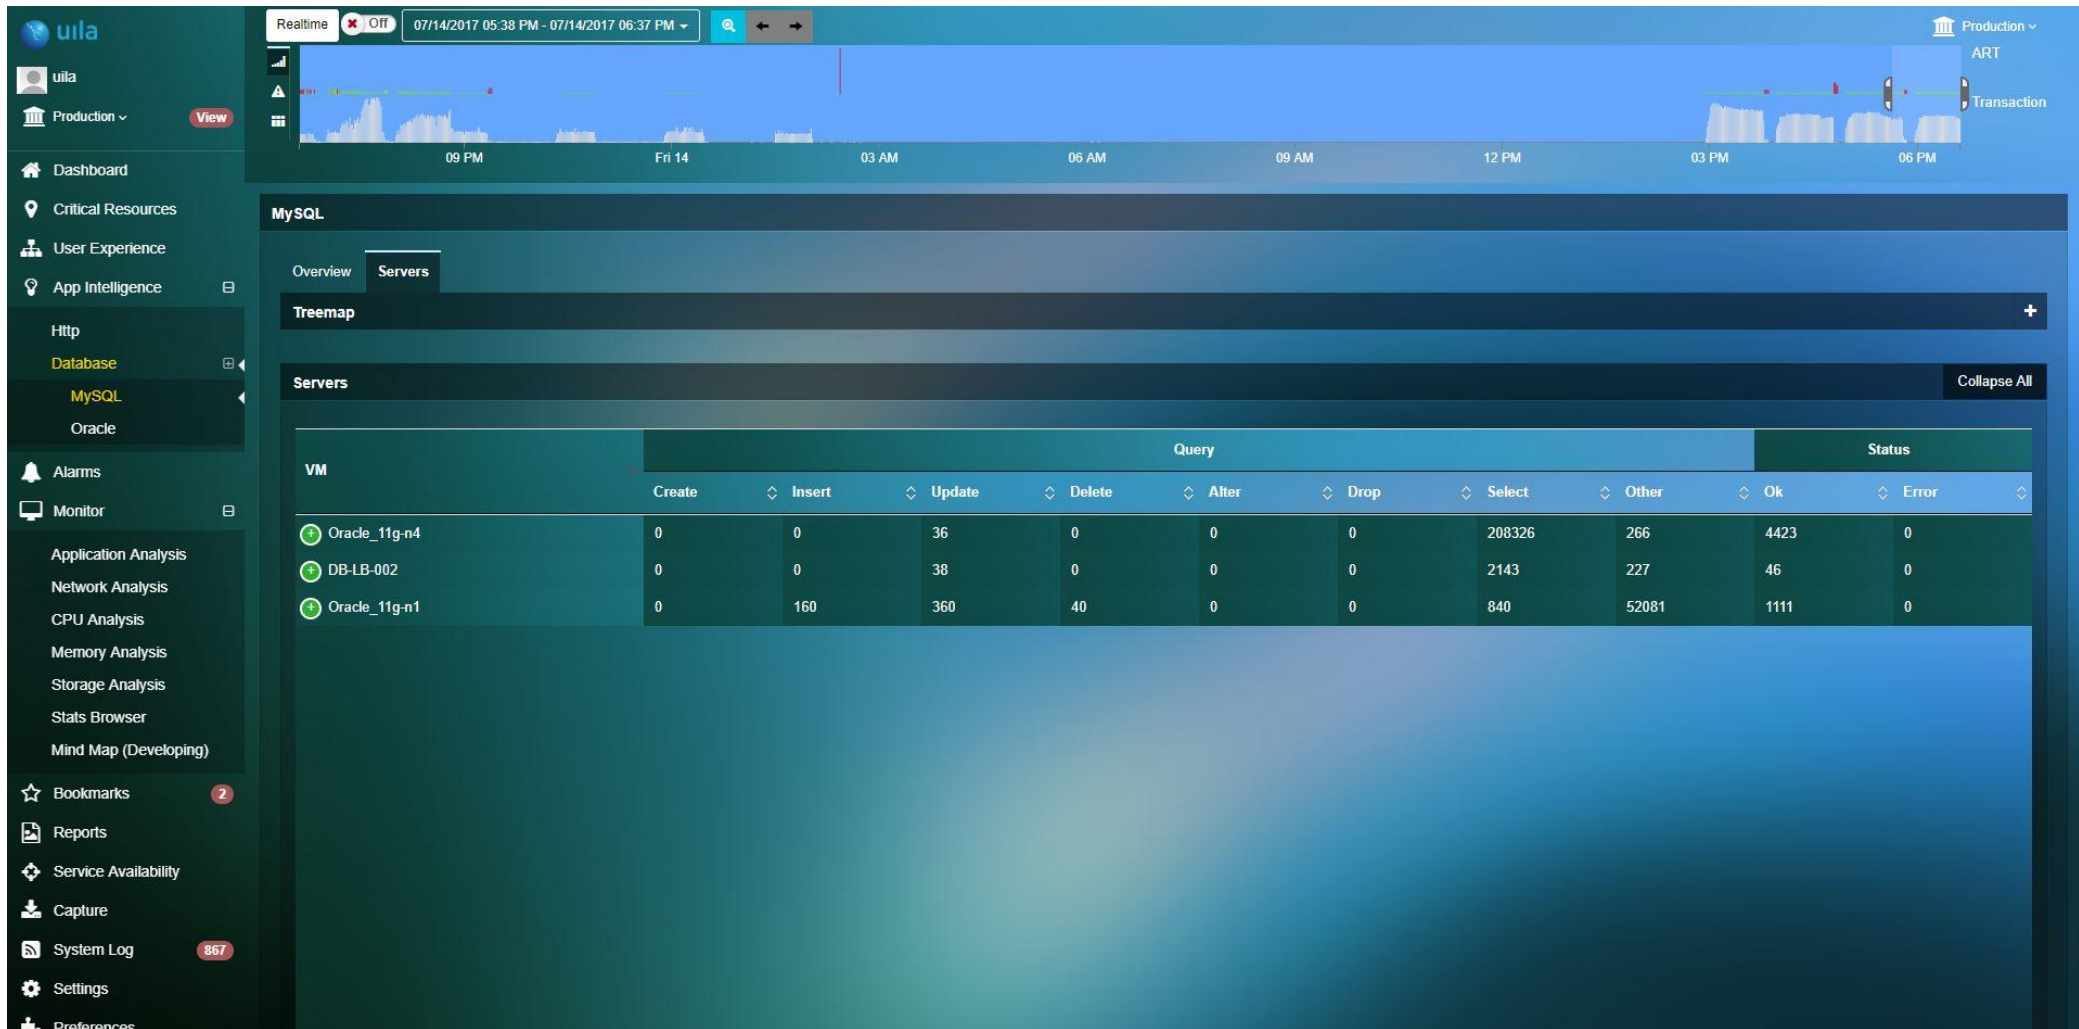 uila
uila
Production
View
Dashboard
Critical Resources
User Experience
App Intelligence
Http
Database
MySQL
Oracle
Alarms
Monitor
Application Analysis
Network Analysis
CPU Analysis
Memory Analysis
Storage Analysis
Stats Browser
Mind Map (Developing)
Bookmarks 2
Reports
Service Availability
Capture
System Log 867
Settings
Preferences
Realtime Off 07/14/2017 05:38 PM - 07/14/2017 06:37 PM
Production
ART
Transaction
09 PM Fri 14 03 AM 06 AM 09 AM 12 PM 03 PM 06 PM
MySQL
Overview Servers
Treemap
Servers Collapse All
VM Query Status
Create Insert Update Delete Alter Drop Select Other Ok Error
Oracle_11g-n4 0 0 36 0 0 0 208326 266 4423 0
DB-LB-002 0 0 38 0 0 0 2143 227 46 0
Oracle_11g-n1 0 160 360 40 0 0 840 52081 1111 0